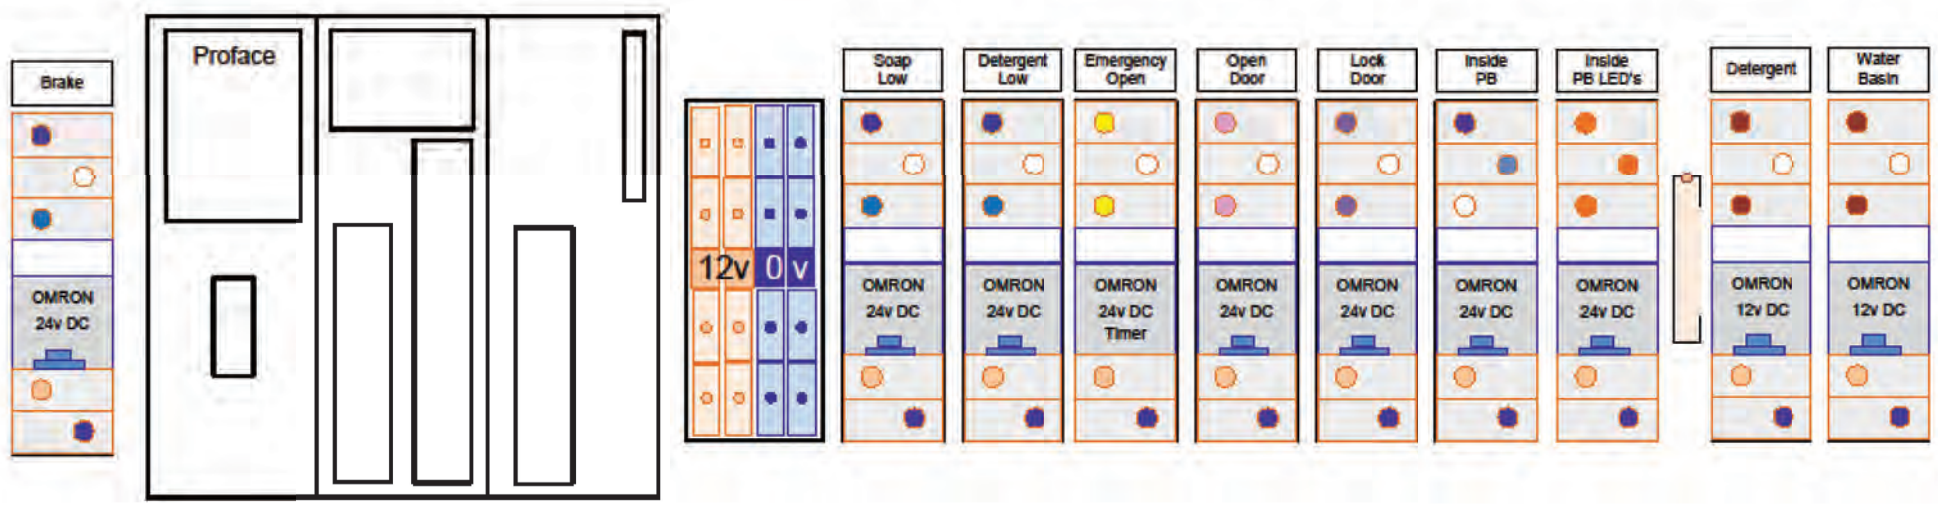 Brake
OMRON
24v DC
Proface
12v 0 v
Soap
Low
OMRON
24v DC
Detergent
Low
OMRON
24v DC
Emergency
Open
OMRON
24v DC
Timer
Open
Door
OMRON
24v DC
Lock
Door
OMRON
24v DC
Inside
PB
OMRON
24v DC
Inside
PB LED's
OMRON
24v DC
Detergent
OMRON
12v DC
Water
Basin
OMRON
12v DC